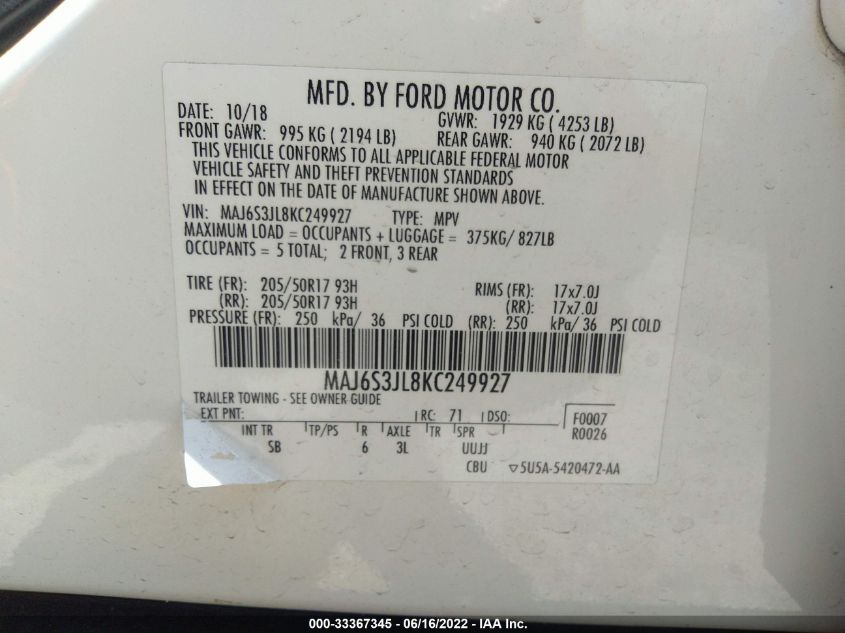 MFD. BY FORD MOTOR CO.
DATE: 10/18 GVWR: 1929 KG ( 4253 LB)
FRONT GAWR: 995 KG ( 2194 LB) REAR GAWR: 940 KG ( 2072 LB)
THIS VEHICLE CONFORMS TO ALL APPLICABLE FEDERAL MOTOR
VEHICLE SAFETY AND THEFT PREVENTION STANDARDS
IN EFFECT ON THE DATE OF MANUFACTURE SHOWN ABOVE.
VIN: MAJ6S3JL8KC249927 TYPE: MPV
MAXIMUM LOAD = OCCUPANTS + LUGGAGE = 375KG/ 827LB
OCCUPANTS = 5 TOTAL; 2 FRONT, 3 REAR
TIRE (FR): 205/50R17 93H RIMS (FR): 17x7.0J
(RR): 205/50R17 93H (RR): 17x7.0J
PRESSURE (FR): 250 kPa/ 36 PSI COLD (RR): 250 kPa/ 36 PSI COLD
MAJ6S3JL8KC249927
TRAILER TOWING - SEE OWNER GUIDE
EXT PNT: RC: 71 DSO: F0007
R0026
INT TR TP/PS R AXLE TR SPR
SB 6 3L UUJJ
CBU ▽5U5A-5420472-AA
000-33367345 - 06/16/2022 - IAA Inc.